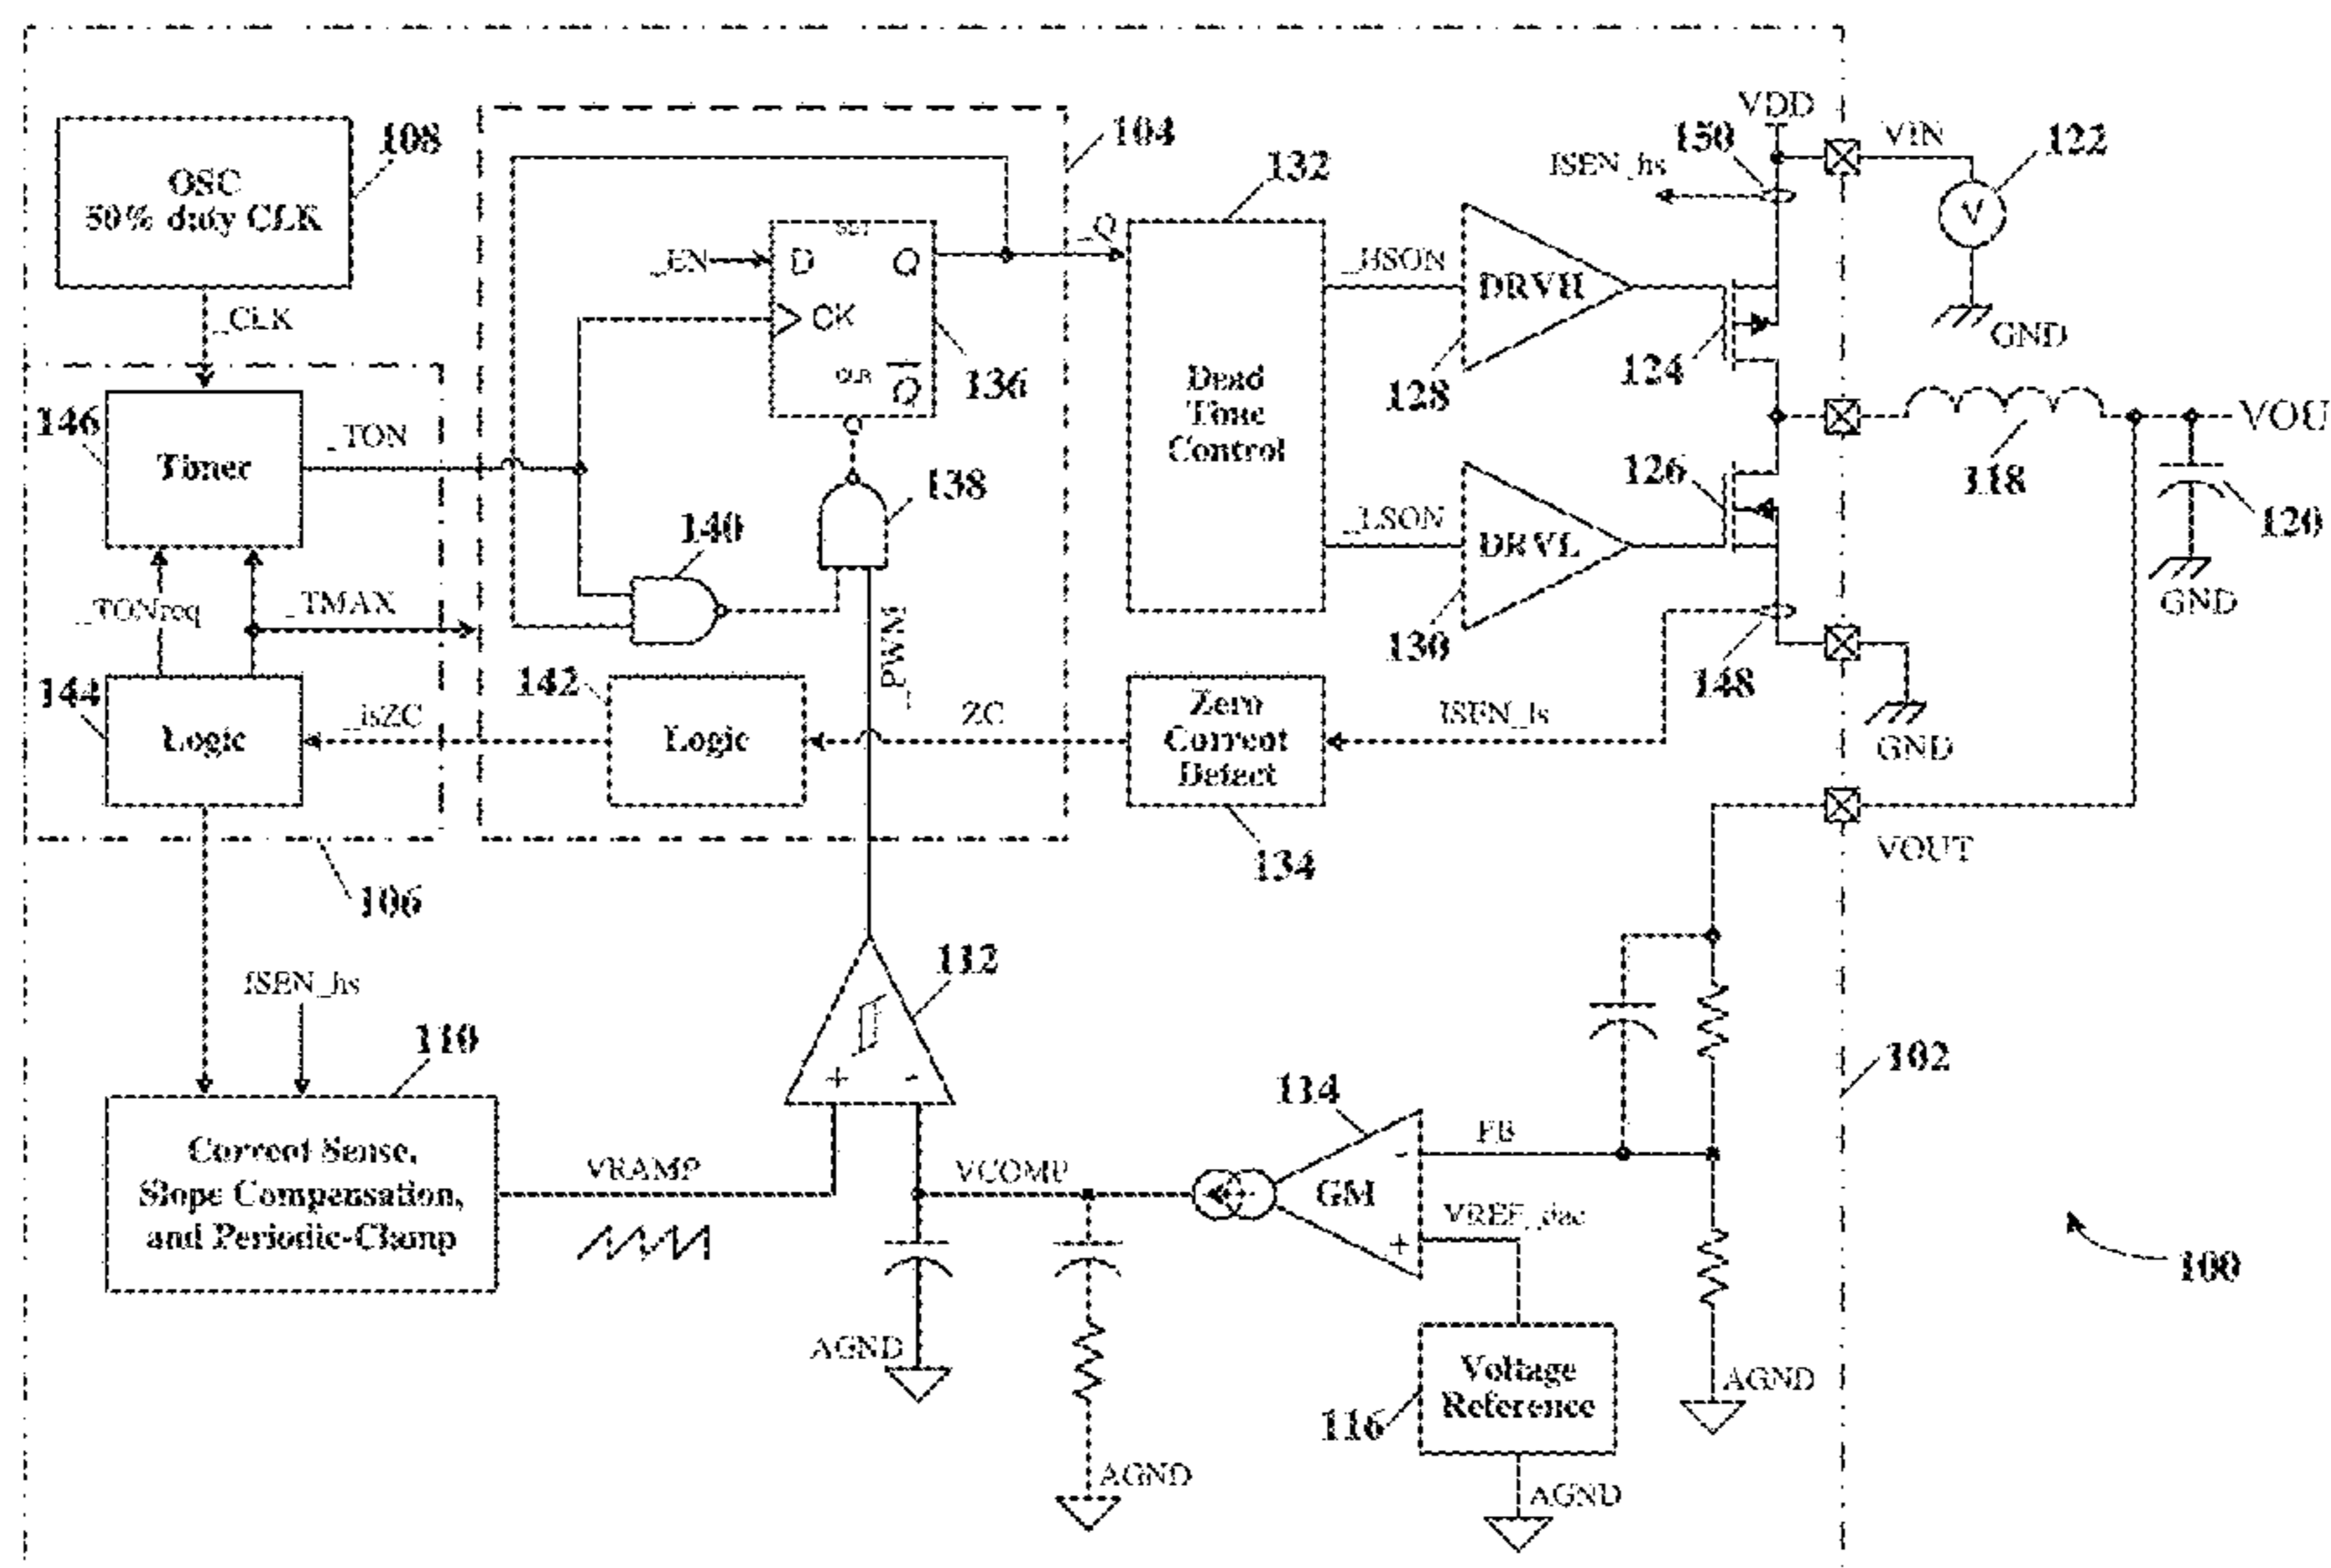 OSC
50% duty CLK
108
_CLK
104
_EN
D
SET
Q
CK
CLR
Q
136
_Q
132
Dead
Time
Control
_HSON
DRVH
128
_LSON
DRVL
130
ISEN_hs
150
VDD
VIN
122
V
GND
124
126
118
VOU
120
GND
148
GND
146
Timer
_TON
138
140
_TONreq
_TMAX
144
Logic
_isZC
142
Logic
_PWM
ZC
Zero
Current
Detect
134
ISEN_ls
VOUT
106
ISEN_hs
110
Current Sense,
Slope Compensation,
and Periodic-Clamp
VRAMP
112
+
-
VCOMP
AGND
AGND
114
GM
-
+
FB
VREF_dac
116
Voltage
Reference
AGND
AGND
102
100